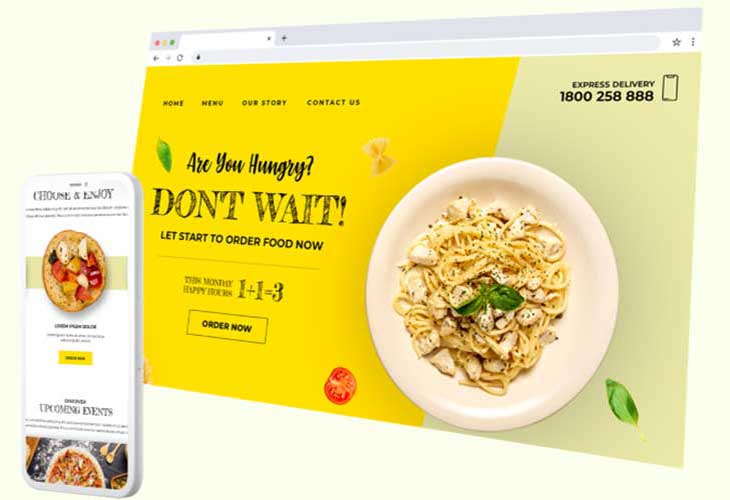 HOME MENU OUR STORY CONTACT US
EXPRESS DELIVERY
1800 258 888
Are You Hungry?
DONT WAIT!
LET START TO ORDER FOOD NOW
THIS MONDAY
HAPPY HOURS
1+1=3
ORDER NOW
CHOOSE & ENJOY
LOREM IPSUM DOLOR
ORDER NOW
DISCOVER
UPCOMING EVENTS